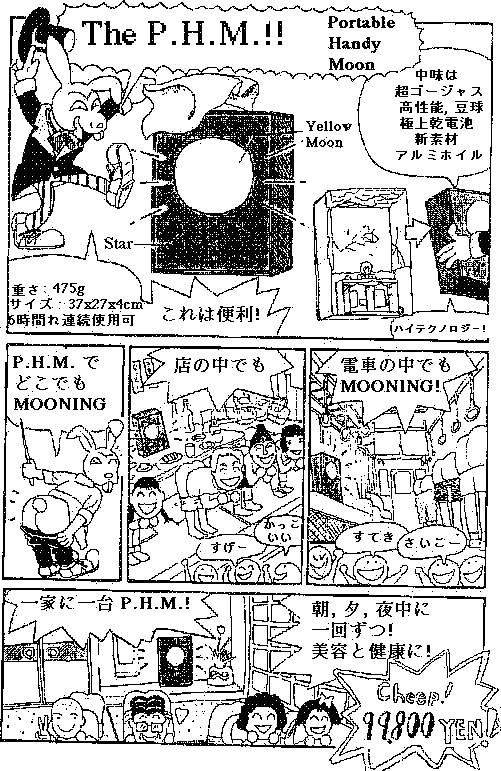 The P.H.M.!!
Portable
Handy
Moon
中味は
超ゴージャス
高性能, 豆球
極上乾電池
新素材
アルミホイル
Yellow
Moon
Star
重さ: 475g
サイズ: 37x27x4cm
6時間れ連続使用可
これは便利!
ハイテクノロジー!
P.H.M. で
どこでも
MOONING
店の中でも
すげー
かっこ
いい
電車の中でも
MOONING!
すてき
さいこー
一家に一台 P.H.M.!
朝, 夕, 夜中に
一回ずつ!
美容と健康に!
Cheep!
99,800 YEN!